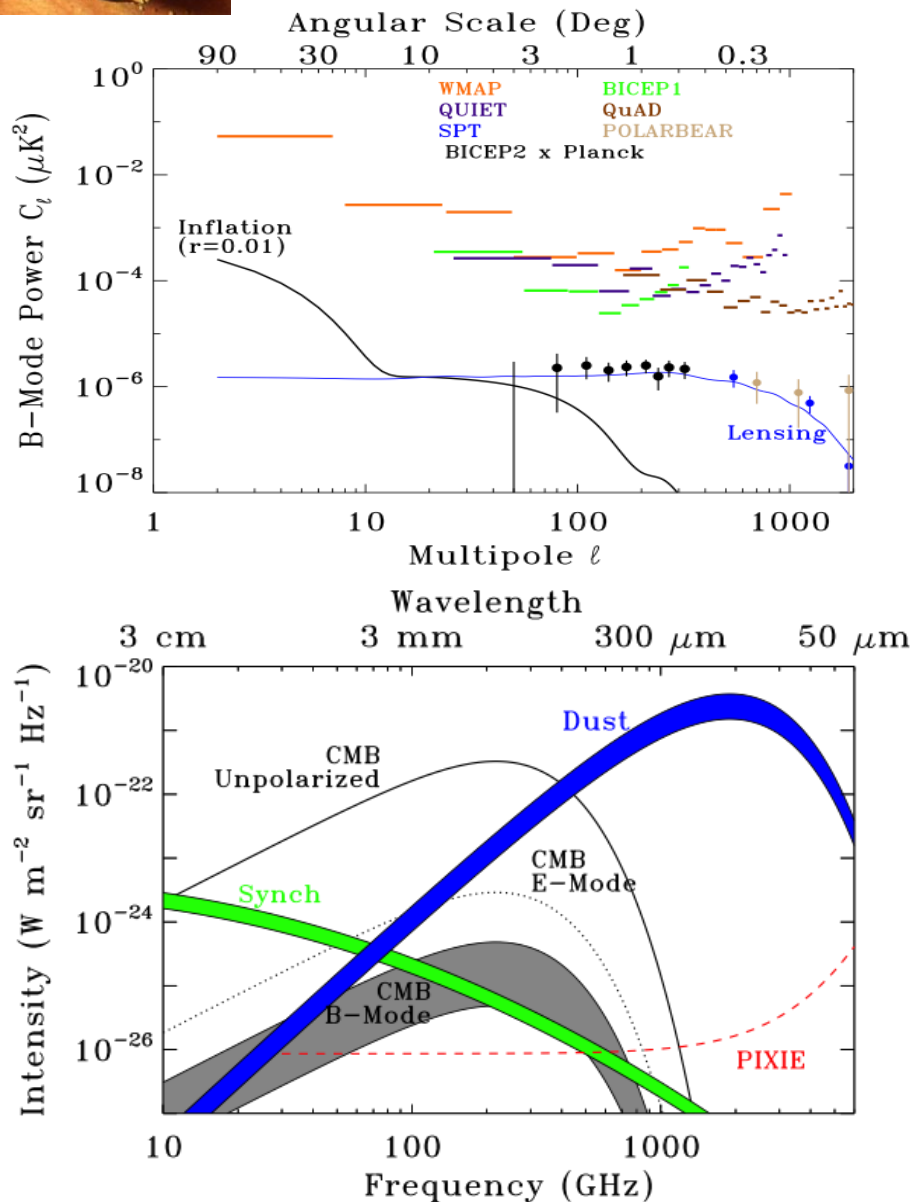 Angular Scale (Deg)
90 30 10 3 1 0.3
10⁰
10⁻²
10⁻⁴
10⁻⁶
10⁻⁸
B-Mode Power Cℓ (μK²)
WMAP BICEP1
QUIET QuAD
SPT POLARBEAR
BICEP2 x Planck
Inflation
(r=0.01)
Lensing
1 10 100 1000
Multipole ℓ
Wavelength
3 cm 3 mm 300 μm 50 μm
10⁻²⁰
10⁻²²
10⁻²⁴
10⁻²⁶
Intensity (W m⁻² sr⁻¹ Hz⁻¹)
Dust
CMB
Unpolarized
CMB
E-Mode
Synch
CMB
B-Mode
PIXIE
10 100 1000
Frequency (GHz)